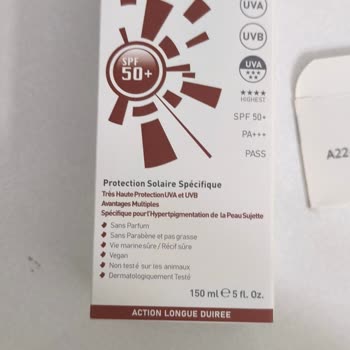 UVA
UVB
SPF
50+
UVA
HIGHEST
SPF 50+
PA+++
PASS
A22
Protection Solaire Spécifique
Trés Haute Protection UVA et UVB
Avantages Multiples
Spécifique pour l'Hypertpigmentation de la Peau Sujette
Sans Parfum
Sans Parabène et pas grasse
Vie marine sûre / Récif sûre
Vegan
Non testé sur les animaux
Dermatologiquement Testé
150 ml ℮ 5 fl. Oz.
ACTION LONGUE DUIREE